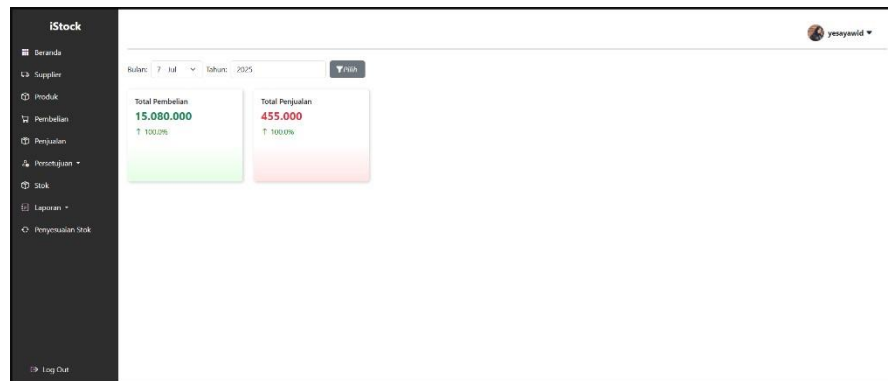 iStock
yesayawid
Beranda
Supplier
Produk
Pembelian
Penjualan
Persetujuan
Stok
Laporan
Penyesuaian Stok
Log Out
Bulan: 7 - Jul Tahun: 2025 Pilih
Total Pembelian
15.080.000
↑ 100.0%
Total Penjualan
455.000
↑ 100.0%